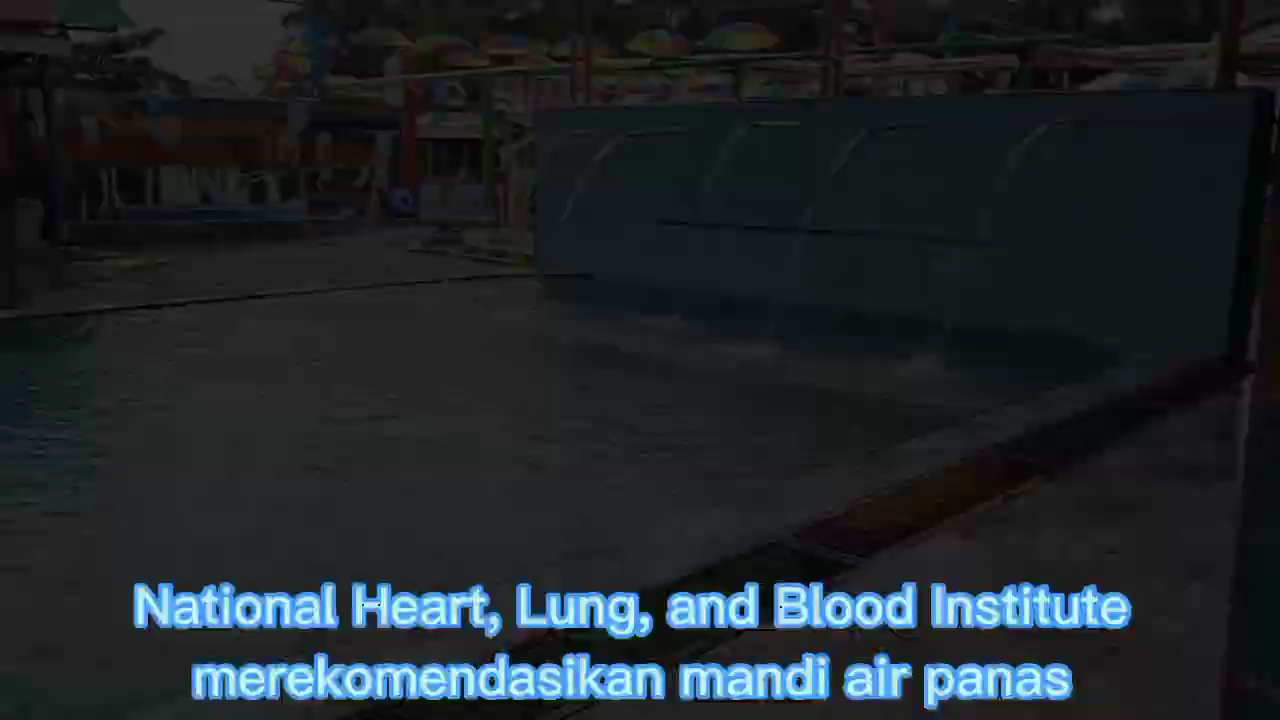 National Heart, Lung, and Blood Institute
merekomendasikan mandi air panas